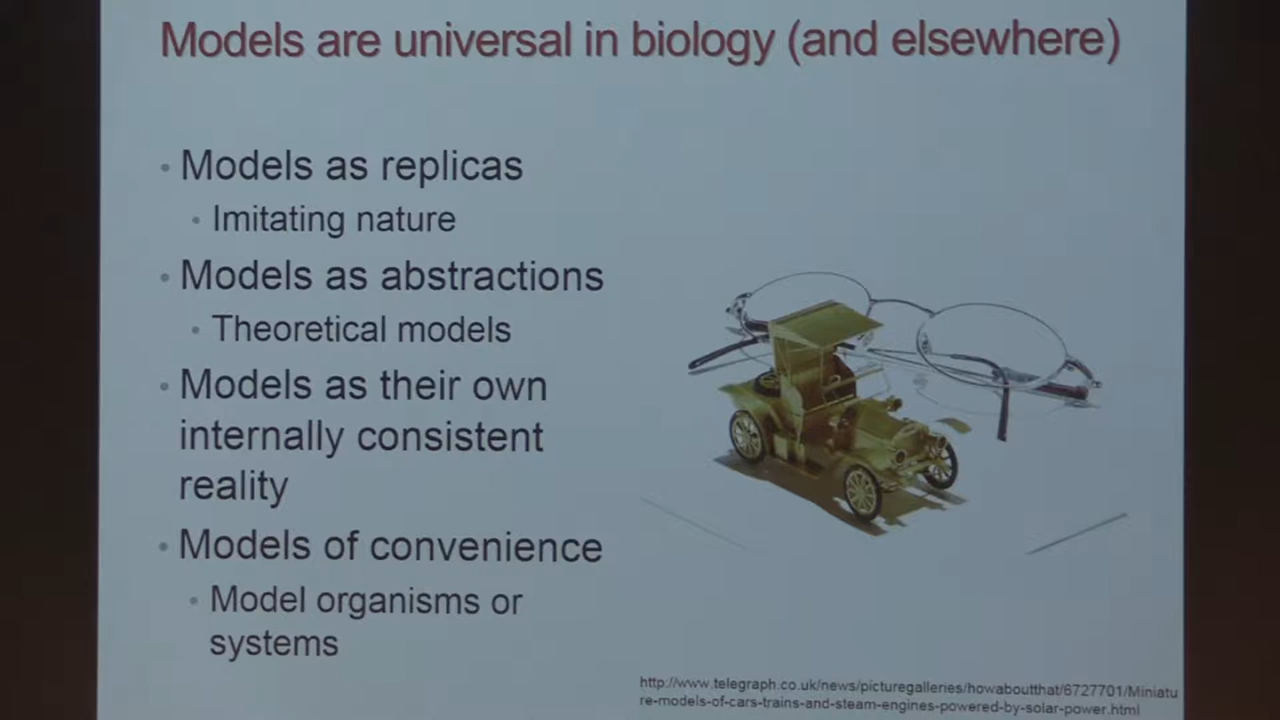 Models are universal in biology (and elsewhere)
• Models as replicas
• Imitating nature
• Models as abstractions
• Theoretical models
• Models as their own
internally consistent
reality
• Models of convenience
• Model organisms or
systems
http://www.telegraph.co.uk/news/picturegalleries/howaboutthat/6727701/Miniatu
re-models-of-cars-trains-and-steam-engines-powered-by-solar-power.html